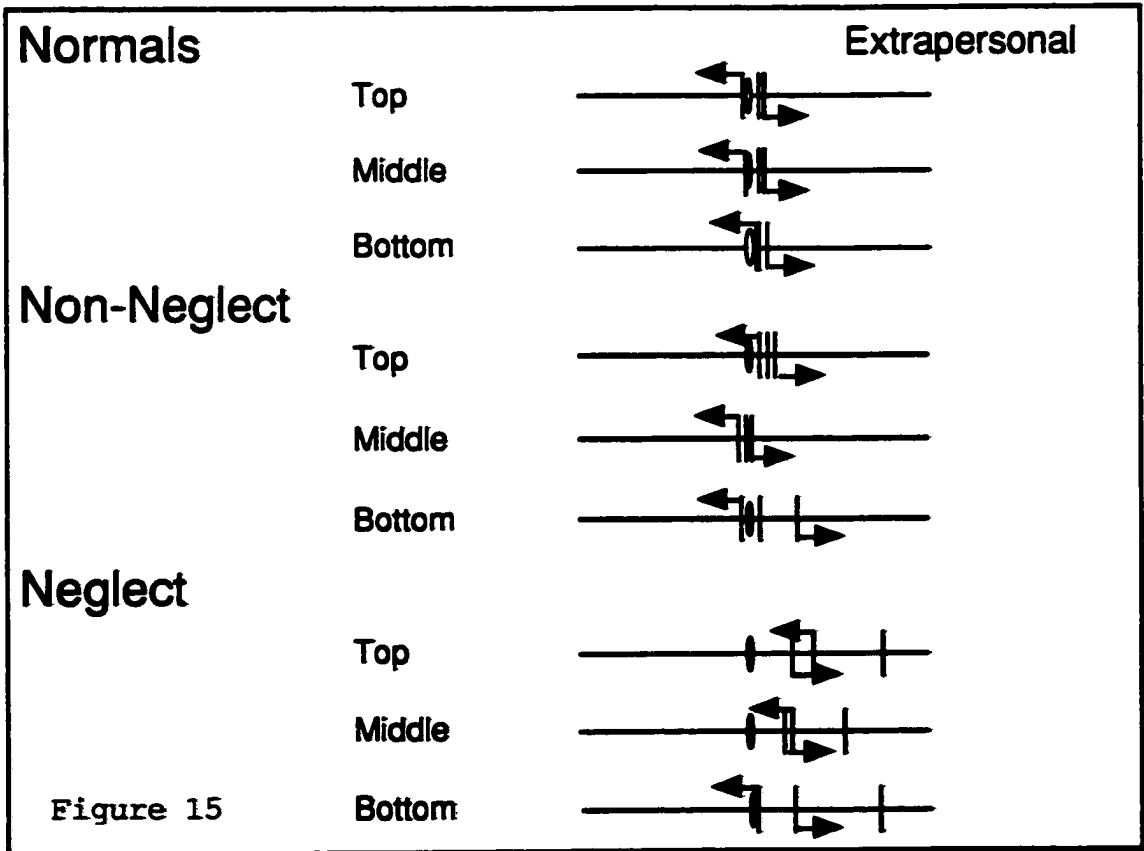 Normals
Extrapersonal
Top
Middle
Bottom
Non-Neglect
Top
Middle
Bottom
Neglect
Top
Middle
Figure 15
Bottom